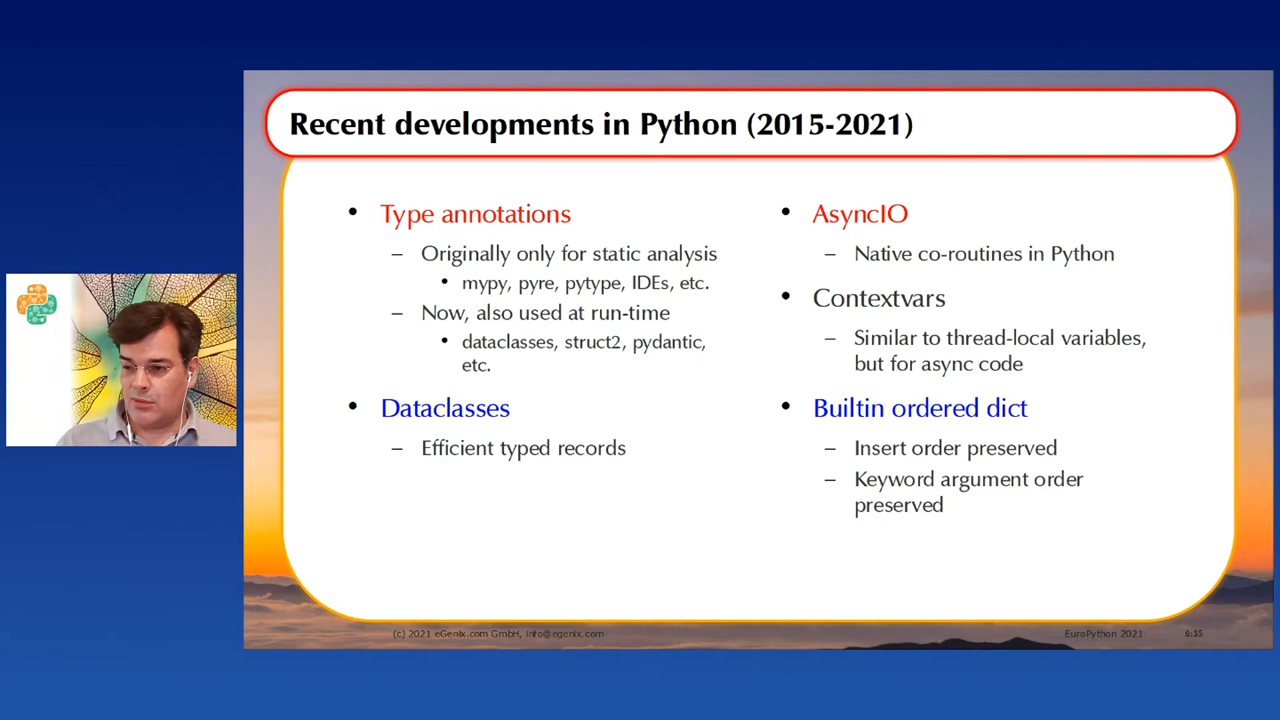 Recent developments in Python (2015-2021)
• Type annotations
– Originally only for static analysis
• mypy, pyre, pytype, IDEs, etc.
– Now, also used at run-time
• dataclasses, struct2, pydantic,
etc.
• Dataclasses
– Efficient typed records
• AsyncIO
– Native co-routines in Python
• Contextvars
– Similar to thread-local variables,
but for async code
• Builtin ordered dict
– Insert order preserved
– Keyword argument order
preserved
(c) 2021 eGenix.com GmbH, info@egenix.com
EuroPython 2021
6:35